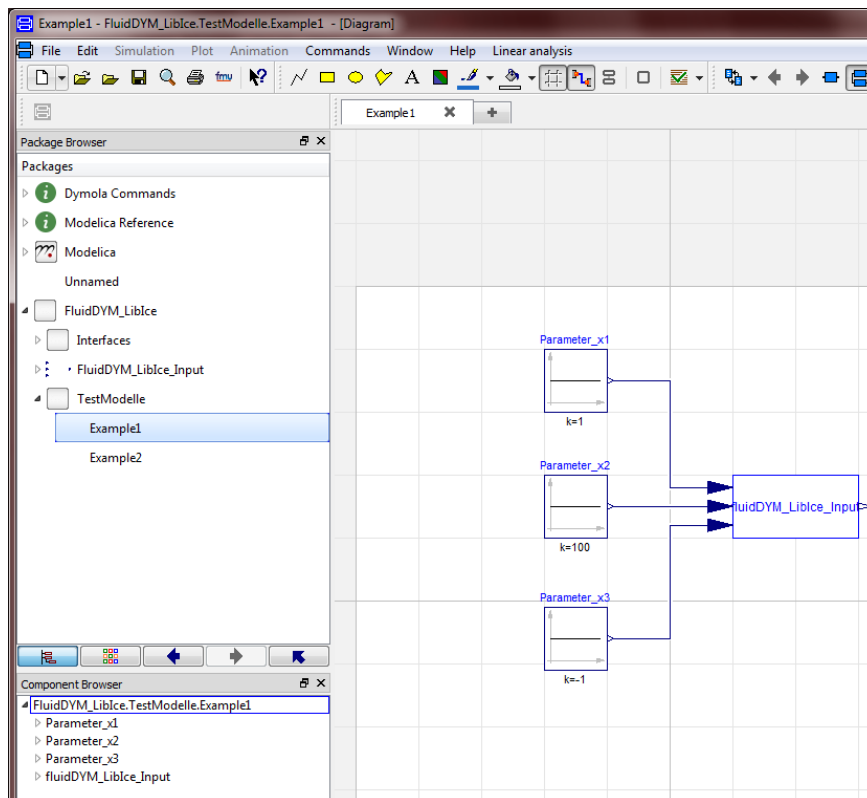 Example1 - FluidDYM_LibIce.TestModelle.Example1 - [Diagram]
File Edit Simulation Plot Animation Commands Window Help Linear analysis
fmu
A
Example1
Package Browser
Packages
Dymola Commands
Modelica Reference
Modelica
Unnamed
FluidDYM_LibIce
Interfaces
FluidDYM_LibIce_Input
TestModelle
Example1
Example2
Component Browser
FluidDYM_LibIce.TestModelle.Example1
Parameter_x1
Parameter_x2
Parameter_x3
fluidDYM_LibIce_Input
Parameter_x1
k=1
Parameter_x2
k=100
fluidDYM_LibIce_Input
Parameter_x3
k=-1